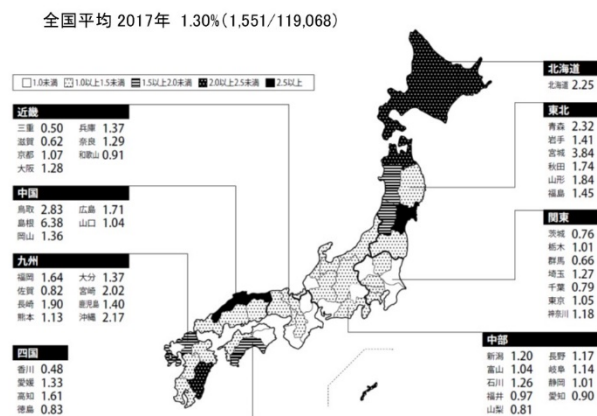 全国平均 2017年 1.30%(1,551/119,068)
1.0未満 1.0以上1.5未満 1.5以上2.0未満 2.0以上2.5未満 2.5以上
北海道
北海道 2.25
東北
青森 2.32
岩手 1.41
宮城 3.84
秋田 1.74
山形 1.84
福島 1.45
関東
茨城 0.76
栃木 1.01
群馬 0.66
埼玉 1.27
千葉 0.79
東京 1.05
神奈川 1.18
中部
新潟 1.20 長野 1.17
富山 1.04 岐阜 1.14
石川 1.26 静岡 1.01
福井 0.97 愛知 0.90
山梨 0.81
近畿
三重 0.50 兵庫 1.37
滋賀 0.62 奈良 1.29
京都 1.07 和歌山 0.91
大阪 1.28
中国
鳥取 2.83 広島 1.71
島根 6.38 山口 1.04
岡山 1.36
九州
福岡 1.64 大分 1.37
佐賀 0.82 宮崎 2.02
長崎 1.90 鹿児島 1.40
熊本 1.13 沖縄 2.17
四国
香川 0.48
愛媛 1.33
高知 1.61
徳島 0.83